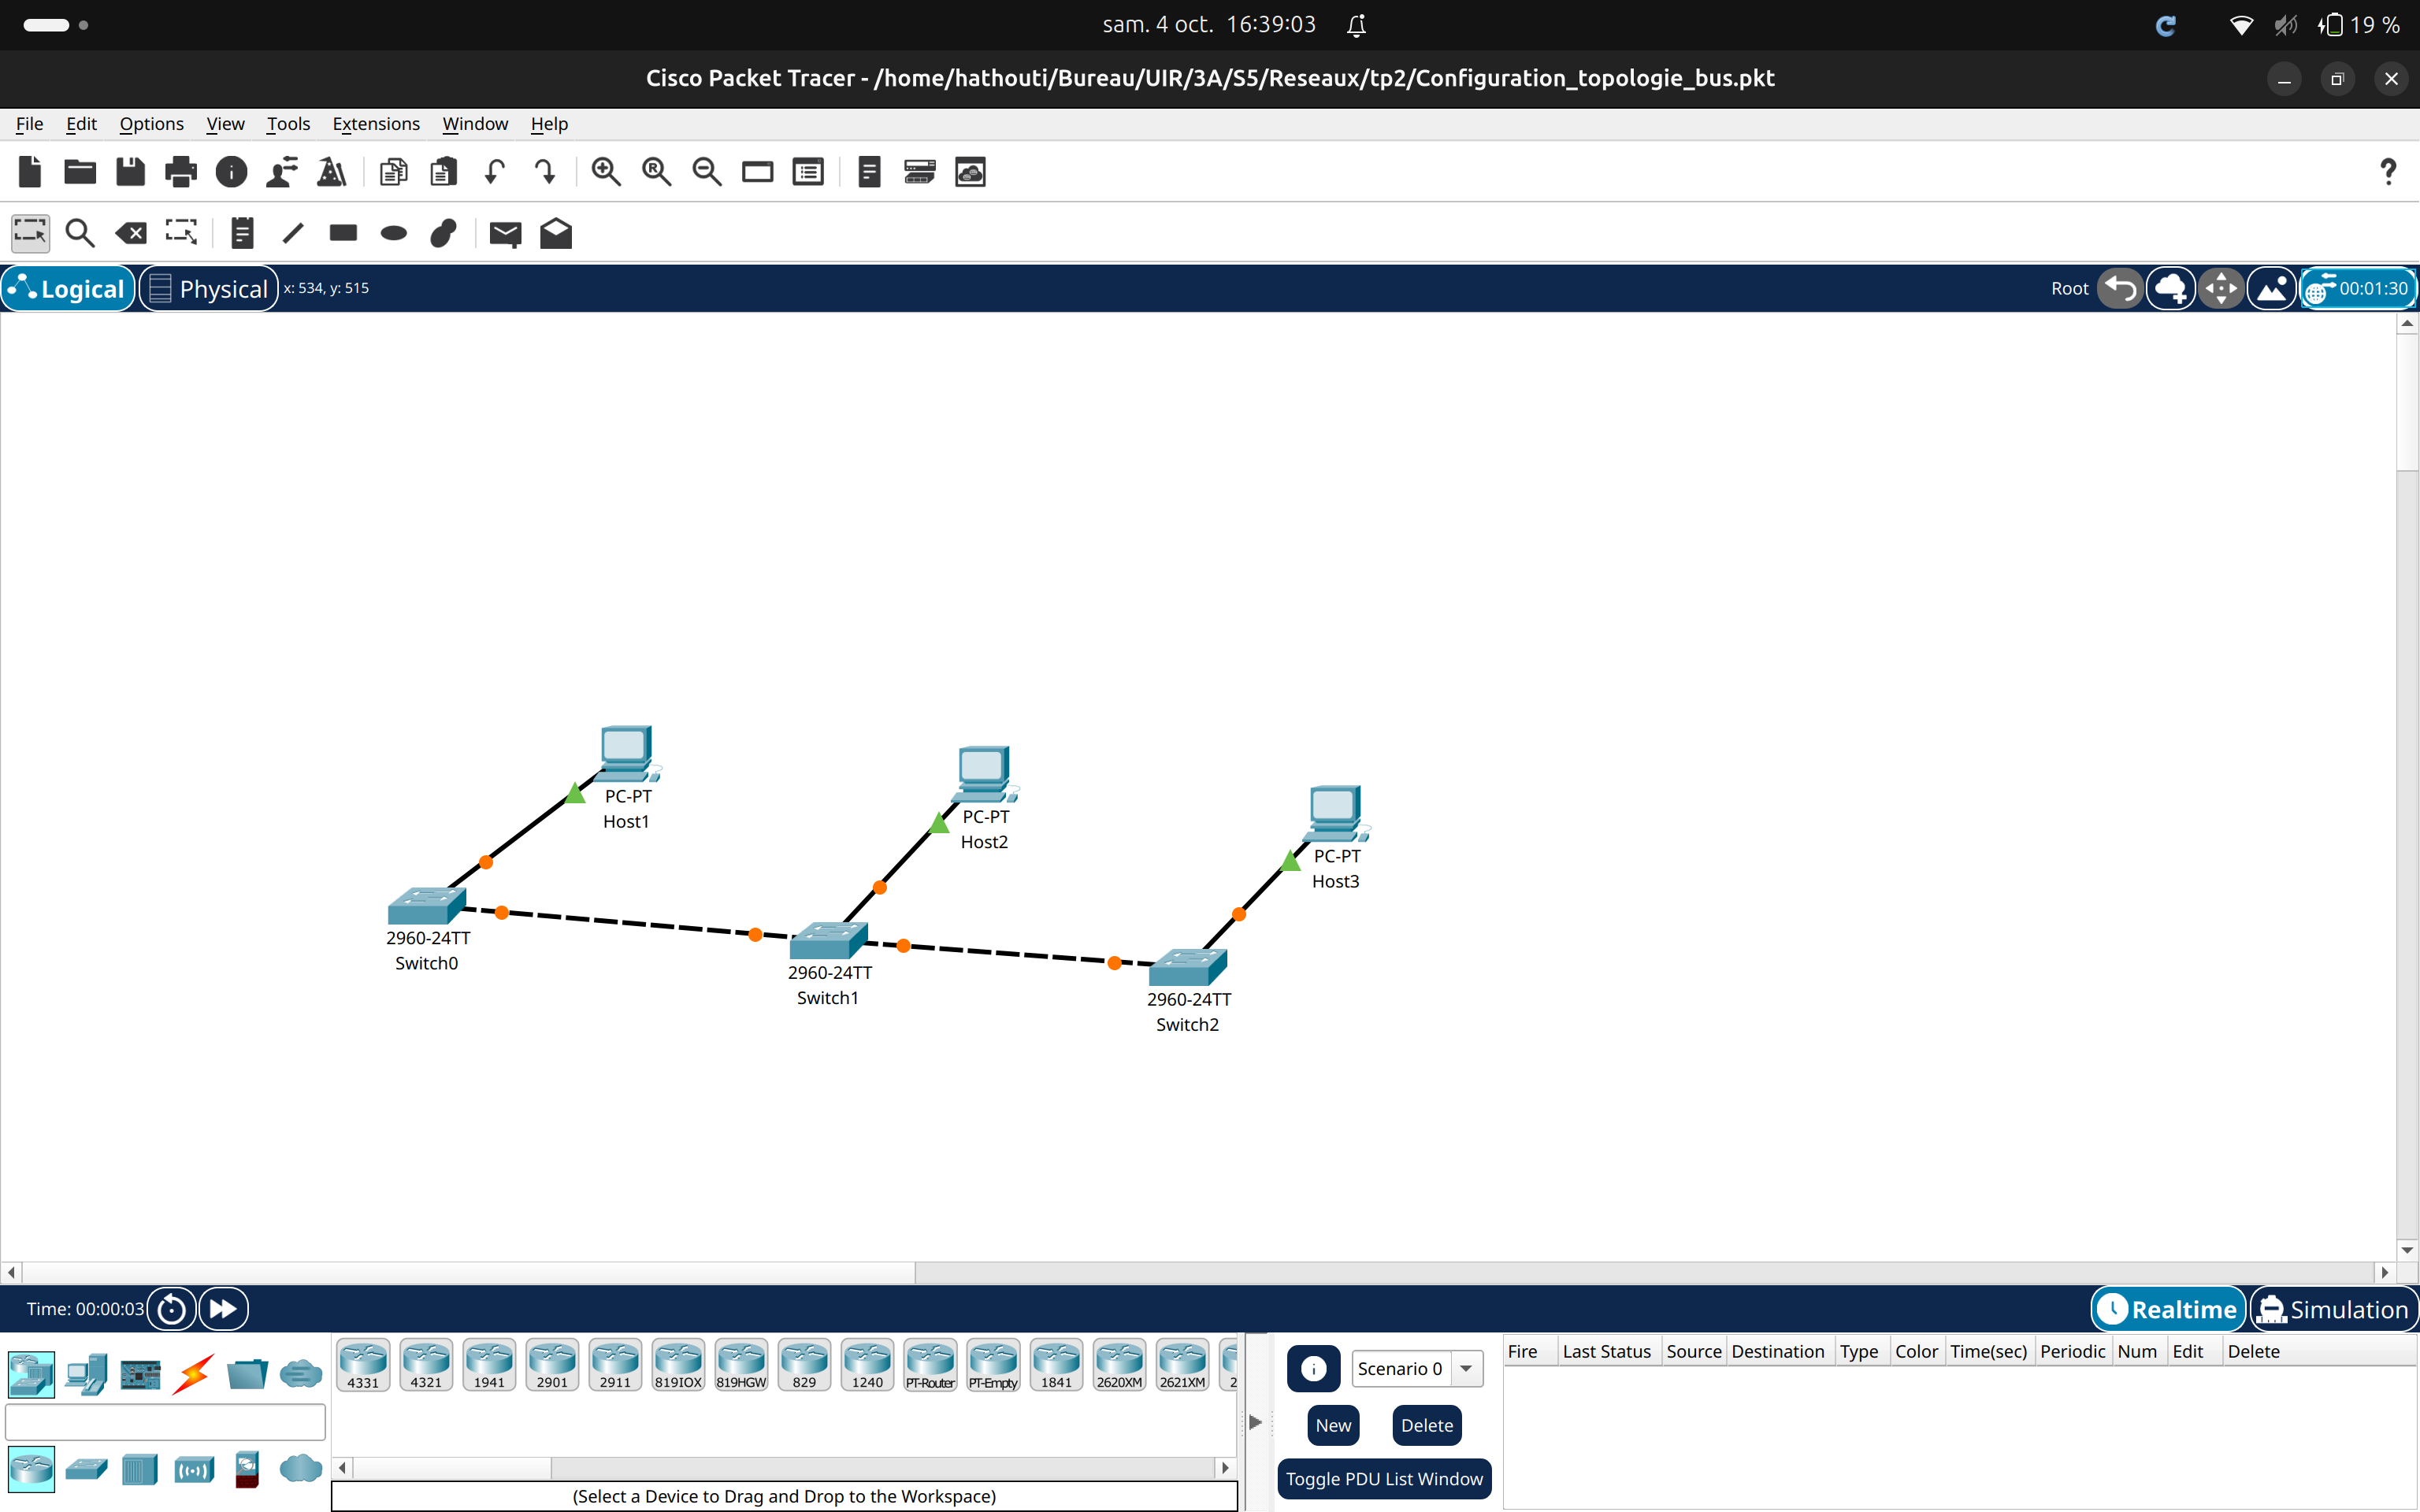 sam. 4 oct. 16:39:03
19 %
Cisco Packet Tracer - /home/hathouti/Bureau/UIR/3A/S5/Reseaux/tp2/Configuration_topologie_bus.pkt
File Edit Options View Tools Extensions Window Help
Logical Physical x: 534, y: 515 Root 00:01:30
PC-PT
Host1
PC-PT
Host2
PC-PT
Host3
2960-24TT
Switch0
2960-24TT
Switch1
2960-24TT
Switch2
Time: 00:00:03 Realtime Simulation
4331 4321 1941 2901 2911 819IOX 819HGW 829 1240 PT-Router PT-Empty 1841 2620XM 2621XM 2
(Select a Device to Drag and Drop to the Workspace)
Scenario 0
New Delete
Toggle PDU List Window
Fire Last Status Source Destination Type Color Time(sec) Periodic Num Edit Delete